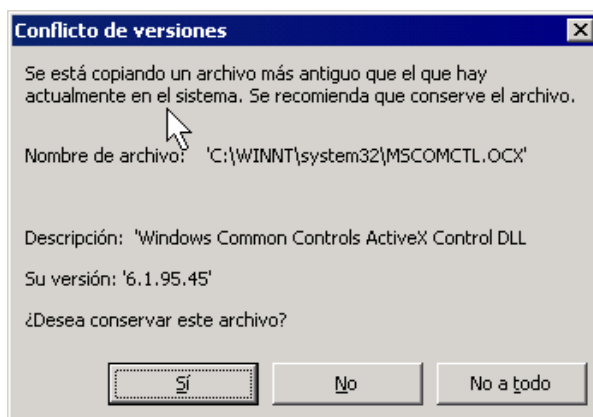 Conflicto de versiones
Se está copiando un archivo más antiguo que el que hay
actualmente en el sistema. Se recomienda que conserve el archivo.
Nombre de archivo: 'C:\WINNT\system32\MSCOMCTL.OCX'
Descripción: 'Windows Common Controls ActiveX Control DLL
Su versión: '6.1.95.45'
¿Desea conservar este archivo?
Sí No No a todo